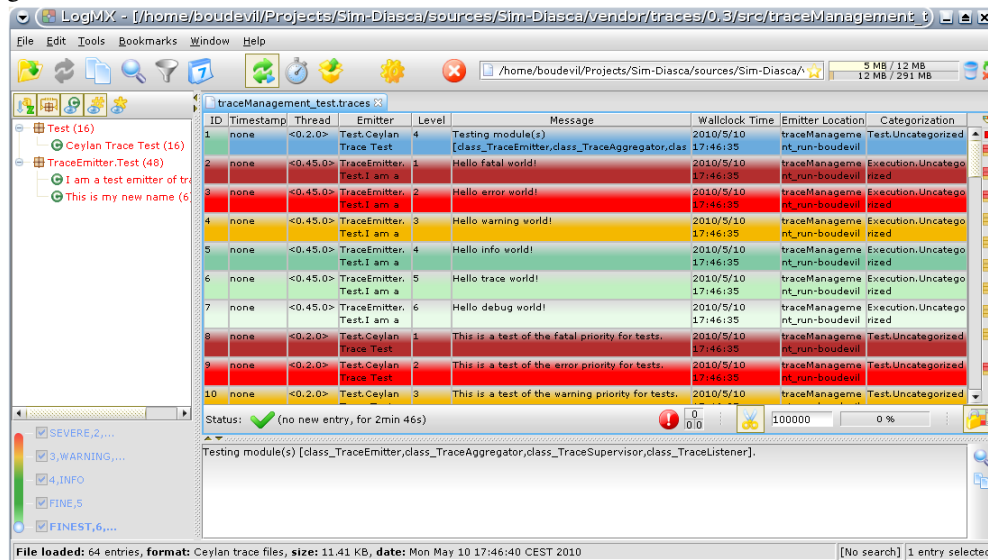 LogMX - [/home/boudevil/Projects/Sim-Diasca/sources/Sim-Diasca/vendor/traces/0.3/src/traceManagement_t
File Edit Tools Bookmarks Window Help
7 /home/boudevil/Projects/Sim-Diasca/sources/Sim-Diasca/ 5 MB / 12 MB
12 MB / 291 MB
traceManagement_test.traces
ID Timestamp Thread Emitter Level Message Wallclock Time Emitter Location Categorization
Test (16)
Ceylan Trace Test (16)
TraceEmitter.Test (48)
I am a test emitter of tra
This is my new name (6
1 none <0.2.0> Test.Ceylan 4 Testing module(s) 2010/5/10 traceManageme Test.Uncategorized
Trace Test [class_TraceEmitter,class_TraceAggregator,clas 17:46:35 nt_run-boudevil
2 none <0.45.0> TraceEmitter. 1 Hello fatal world! 2010/5/10 traceManageme Execution.Uncatego
Test.I am a 17:46:35 nt_run-boudevil rized
3 none <0.45.0> TraceEmitter. 2 Hello error world! 2010/5/10 traceManageme Execution.Uncatego
Test.I am a 17:46:35 nt_run-boudevil rized
4 none <0.45.0> TraceEmitter. 3 Hello warning world! 2010/5/10 traceManageme Execution.Uncatego
Test.I am a 17:46:35 nt_run-boudevil rized
5 none <0.45.0> TraceEmitter. 4 Hello info world! 2010/5/10 traceManageme Execution.Uncatego
Test.I am a 17:46:35 nt_run-boudevil rized
6 none <0.45.0> TraceEmitter. 5 Hello trace world! 2010/5/10 traceManageme Execution.Uncatego
Test.I am a 17:46:35 nt_run-boudevil rized
7 none <0.45.0> TraceEmitter. 6 Hello debug world! 2010/5/10 traceManageme Execution.Uncatego
Test.I am a 17:46:35 nt_run-boudevil rized
8 none <0.2.0> Test.Ceylan 1 This is a test of the fatal priority for tests. 2010/5/10 traceManageme Test.Uncategorized
Trace Test 17:46:35 nt_run-boudevil
9 none <0.2.0> Test.Ceylan 2 This is a test of the error priority for tests. 2010/5/10 traceManageme Test.Uncategorized
Trace Test 17:46:35 nt_run-boudevil
10 none <0.2.0> Test.Ceylan 3 This is a test of the warning priority for tests. 2010/5/10 traceManageme Test.Uncategorized
Status: (no new entry, for 2min 46s) 0 0 0 100000 0 %
SEVERE,2,...
3,WARNING,...
4,INFO
FINE,5
FINEST,6,...
Testing module(s) [class_TraceEmitter,class_TraceAggregator,class_TraceSupervisor,class_TraceListener].
File loaded: 64 entries, format: Ceylan trace files, size: 11.41 KB, date: Mon May 10 17:46:40 CEST 2010 [No search] 1 entry selected